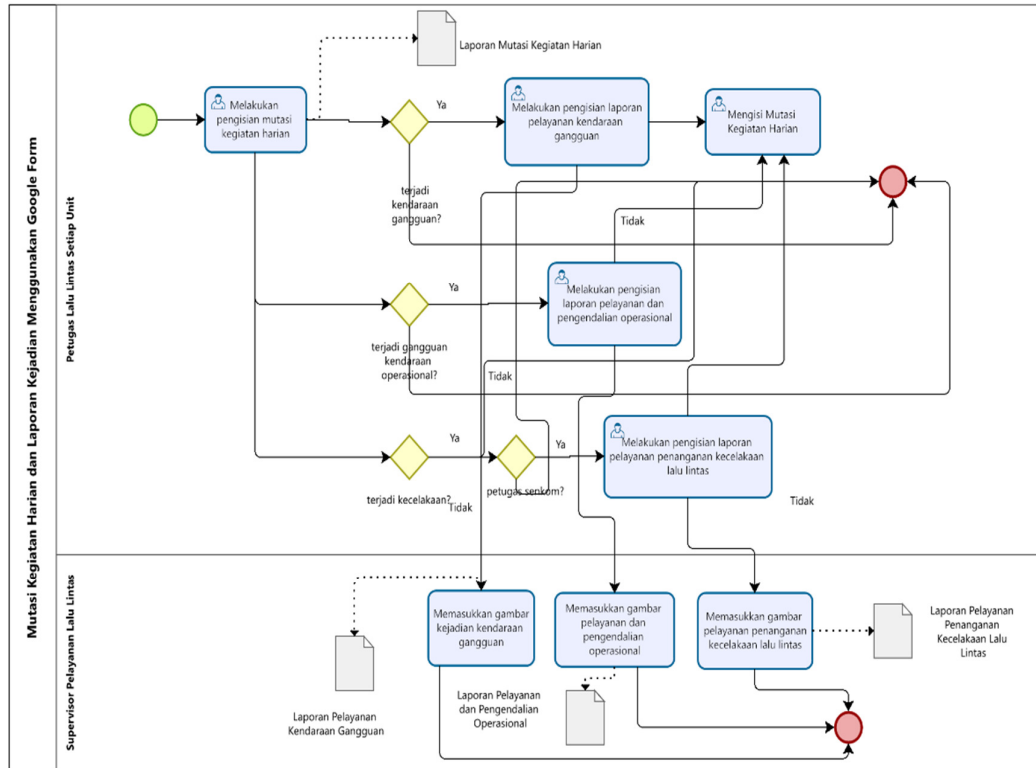 Mutasi Kegiatan Harian dan Laporan Kejadian Menggunakan Google Form
Petugas Lalu Lintas Setiap Unit
Laporan Mutasi Kegiatan Harian
Melakukan
pengisian mutasi
kegiatan harian
Ya
terjadi
kendaraan
gangguan?
Melakukan pengisian laporan
pelayanan kendaraan
gangguan
Mengisi Mutasi
Kegiatan Harian
Tidak
Ya
terjadi gangguan
kendaraan
operasional?
Melakukan pengisian
laporan pelayanan dan
pengendalian operasional
Tidak
Ya
terjadi kecelakaan?
Tidak
Ya
petugas senkom?
Melakukan pengisian laporan
pelayanan penanganan kecelakaan
lalu lintas
Tidak
Supervisor Pelayanan Lalu Lintas
Memasukkan gambar
kejadian kendaraan
gangguan
Memasukkan gambar
pelayanan dan
pengendalian
operasional
Memasukkan gambar
pelayanan penanganan
kecelakaan lalu lintas
Laporan Pelayanan
Penanganan
Kecelakaan Lalu
Lintas
Laporan Pelayanan
Kendaraan Gangguan
Laporan Pelayanan
dan Pengendalian
Operasional